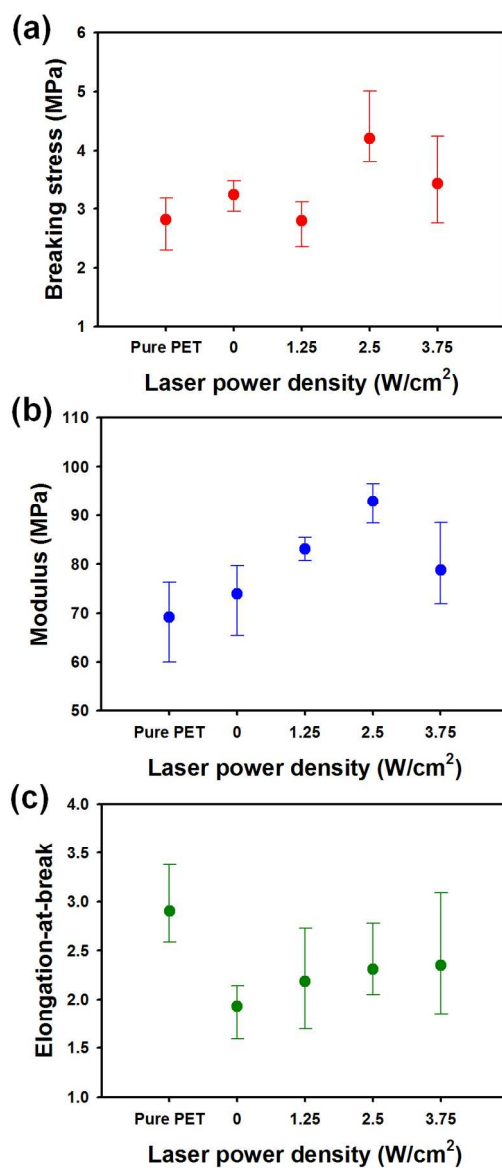 (a)
Breaking stress (MPa)
6
5
4
3
2
1
Pure PET 0 1.25 2.5 3.75
Laser power density (W/cm²)
(b)
Modulus (MPa)
110
100
90
80
70
60
50
Pure PET 0 1.25 2.5 3.75
Laser power density (W/cm²)
(c)
Elongation-at-break
4.0
3.5
3.0
2.5
2.0
1.5
1.0
Pure PET 0 1.25 2.5 3.75
Laser power density (W/cm²)